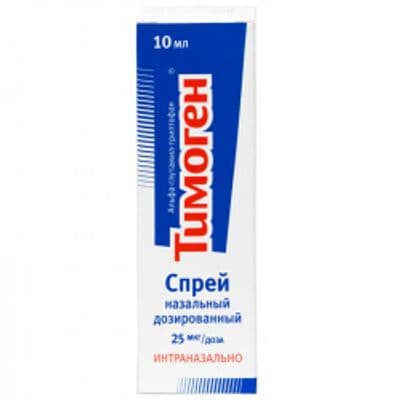 10 мл
Тимоген®
Альфа-глутамил-триптофан
Спрей
назальный
дозированный
25 мкг/доза
ИНТРАНАЗАЛЬНО